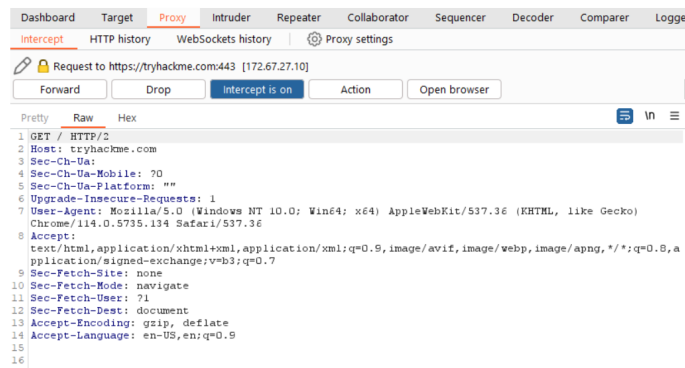 Dashboard Target Proxy Intruder Repeater Collaborator Sequencer Decoder Comparer Logge
Intercept HTTP history WebSockets history Proxy settings
Request to https://tryhackme.com:443 [172.67.27.10]
Forward Drop Intercept is on Action Open browser
Pretty Raw Hex \n
1 GET / HTTP/2
2 Host: tryhackme.com
3 Sec-Ch-Ua:
4 Sec-Ch-Ua-Mobile: ?0
5 Sec-Ch-Ua-Platform: ""
6 Upgrade-Insecure-Requests: 1
7 User-Agent: Mozilla/5.0 (Windows NT 10.0; Win64; x64) AppleWebKit/537.36 (KHTML, like Gecko)
Chrome/114.0.5735.134 Safari/537.36
8 Accept:
text/html,application/xhtml+xml,application/xml;q=0.9,image/avif,image/webp,image/apng,*/*;q=0.8,a
pplication/signed-exchange;v=b3;q=0.7
9 Sec-Fetch-Site: none
10 Sec-Fetch-Mode: navigate
11 Sec-Fetch-User: ?1
12 Sec-Fetch-Dest: document
13 Accept-Encoding: gzip, deflate
14 Accept-Language: en-US,en;q=0.9
15
16